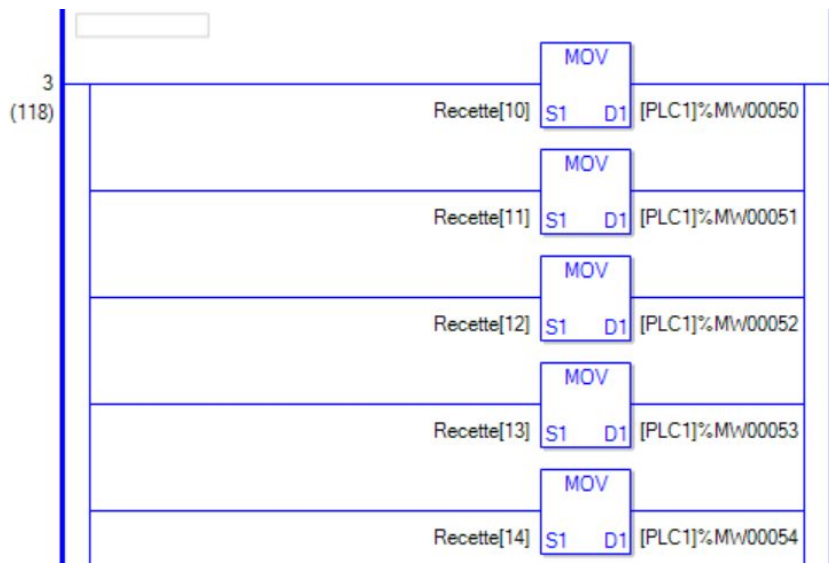 3
(118)
MOV
Recette[10] S1 D1 [PLC1]%MW00050
MOV
Recette[11] S1 D1 [PLC1]%MW00051
MOV
Recette[12] S1 D1 [PLC1]%MW00052
MOV
Recette[13] S1 D1 [PLC1]%MW00053
MOV
Recette[14] S1 D1 [PLC1]%MW00054